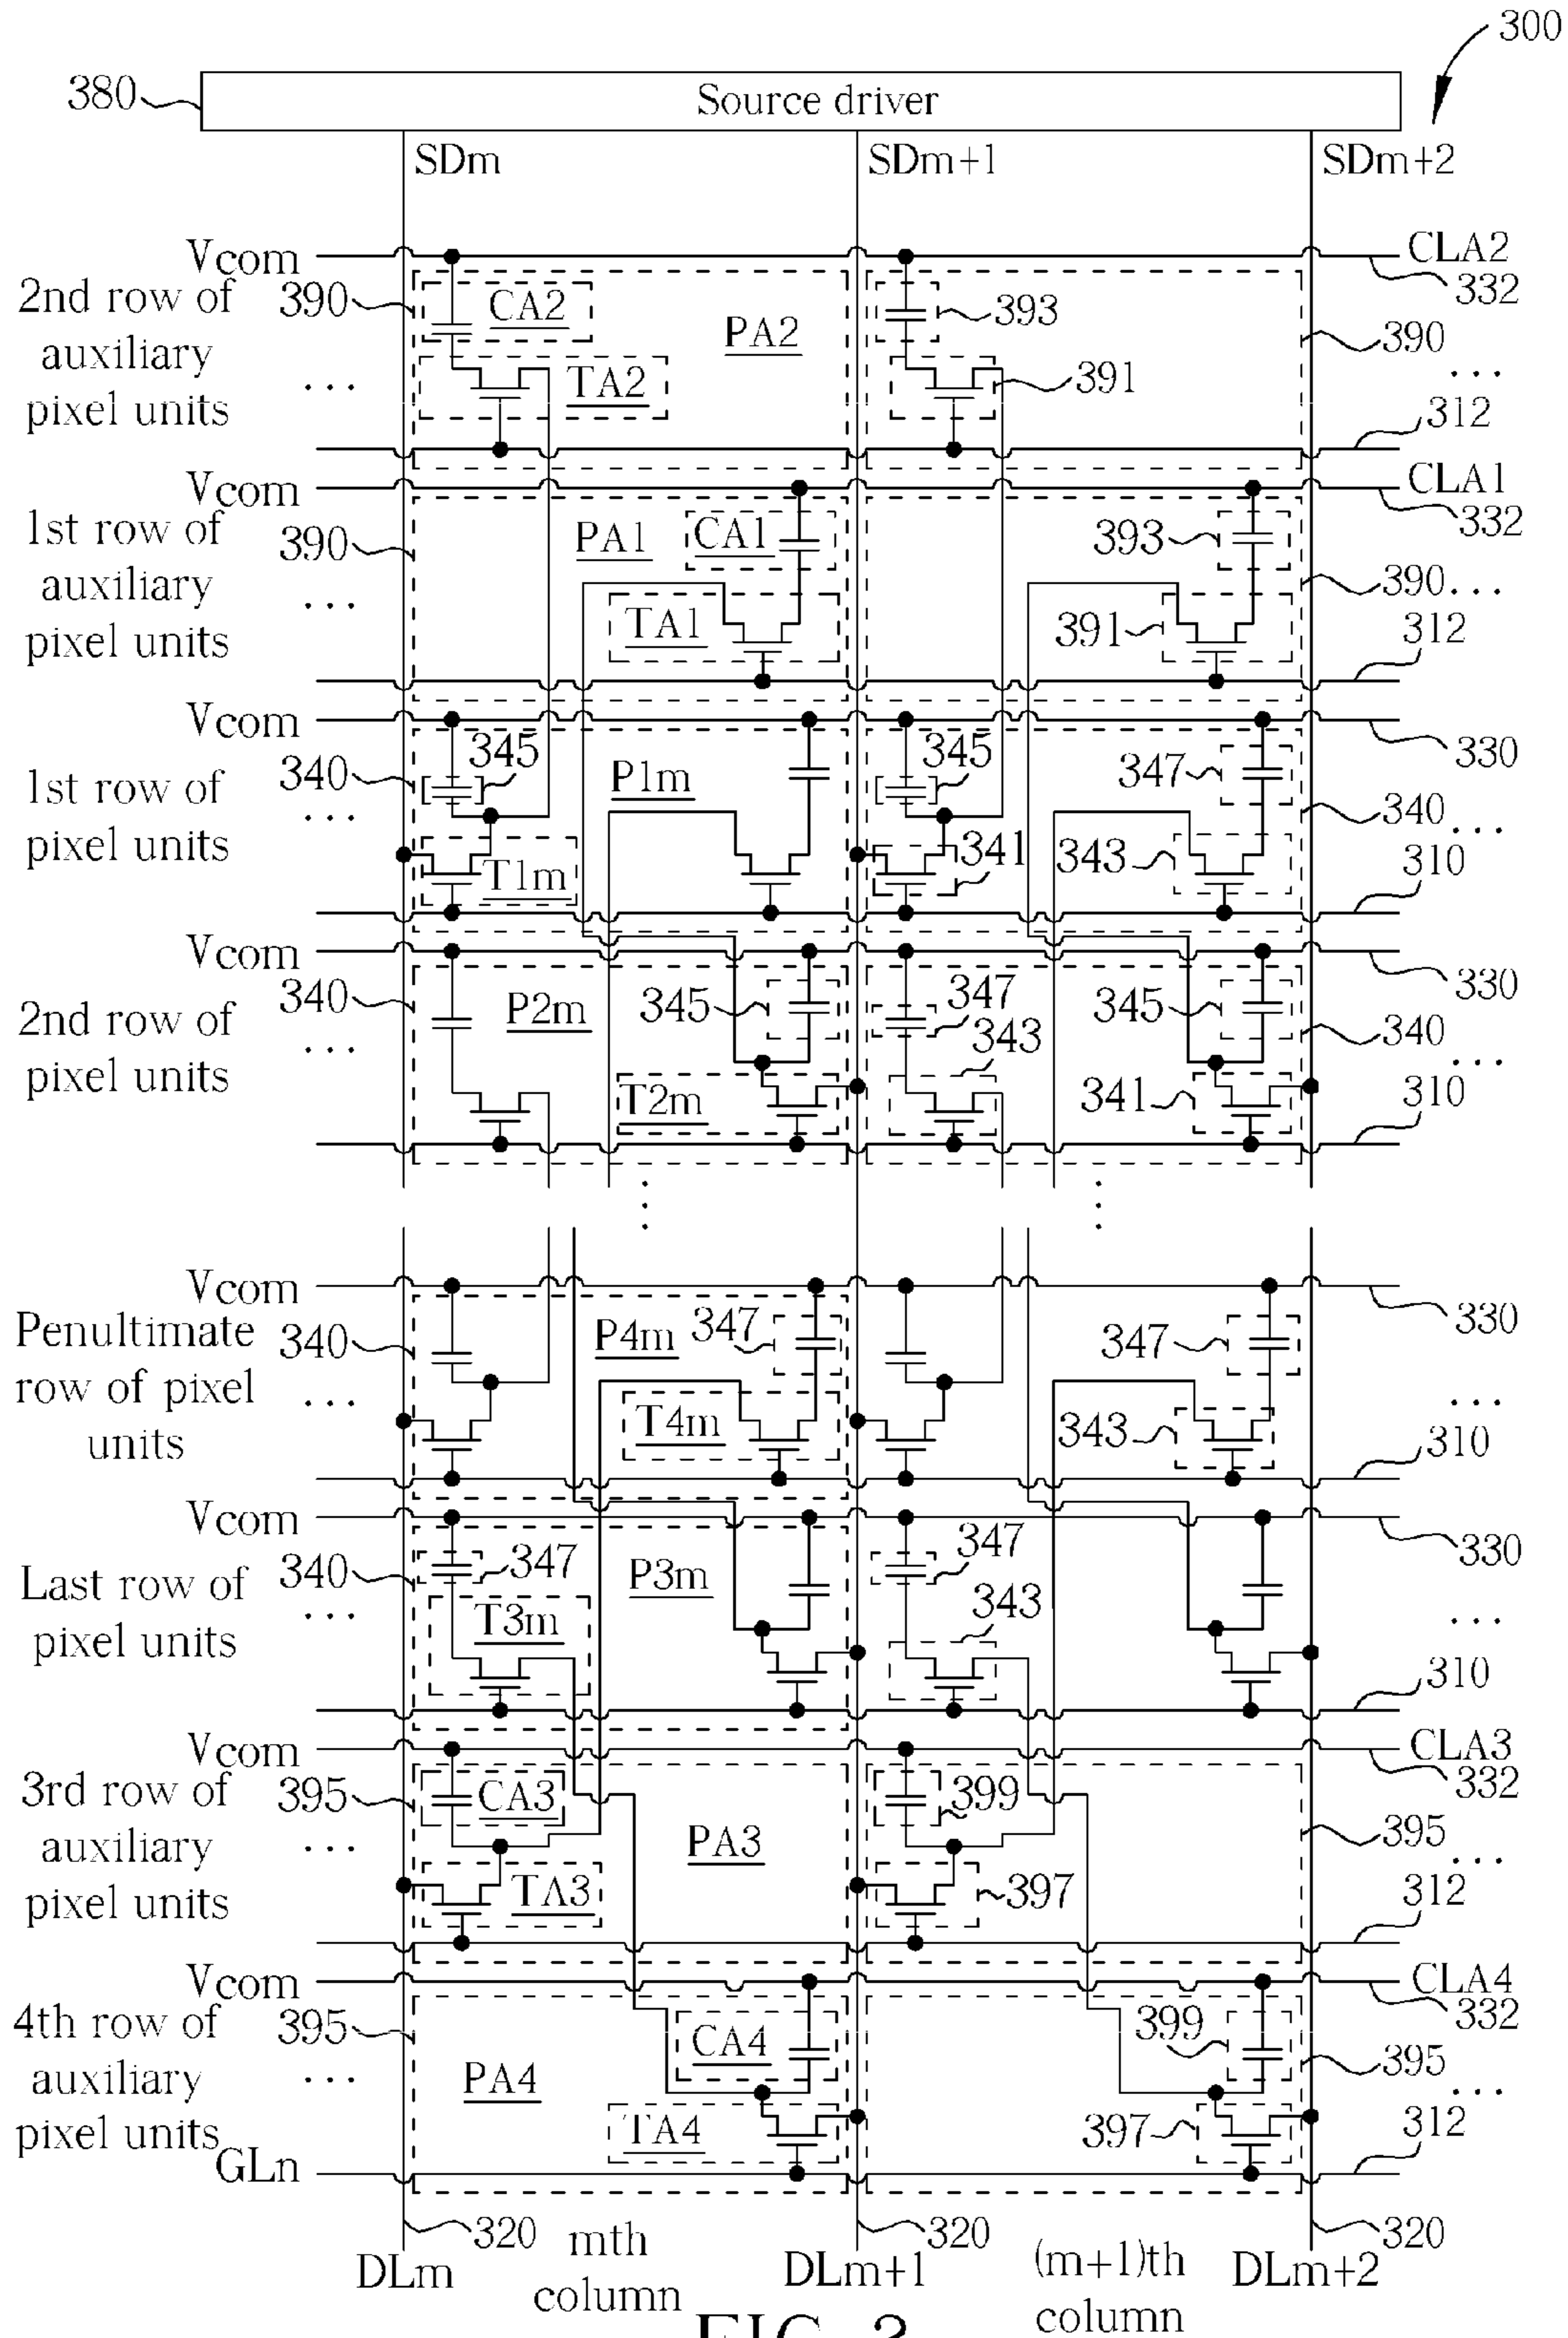 300
380
Source driver
SDm
SDm+1
SDm+2
Vcom
CLA2
332
2nd row of
auxiliary
pixel units
390
CA2
PA2
393
390
TA2
391
312
. . .
. . .
Vcom
CLA1
332
1st row of
auxiliary
pixel units
390
PA1
CA1
393
390
. . .
. . .
TA1
391
312
Vcom
330
1st row of
pixel units
340
345
P1m
345
347
340
. . .
. . .
T1m
341
343
310
Vcom
330
2nd row of
pixel units
340
P2m
345
347
345
340
343
. . .
. . .
T2m
341
310
Vcom
330
Penultimate
row of pixel
units
340
P4m
347
347
. . .
. . .
T4m
343
310
Vcom
330
Last row of
pixel units
340
347
P3m
347
. . .
. . .
T3m
343
310
Vcom
CLA3
332
3rd row of
auxiliary
pixel units
395
CA3
PA3
399
395
. . .
. . .
TA3
397
312
Vcom
CLA4
332
4th row of
auxiliary
pixel units
395
PA4
CA4
399
395
. . .
. . .
TA4
397
312
GLn
320
320
320
DLm
mth
column
DLm+1
(m+1)th
column
DLm+2
FIG. 3